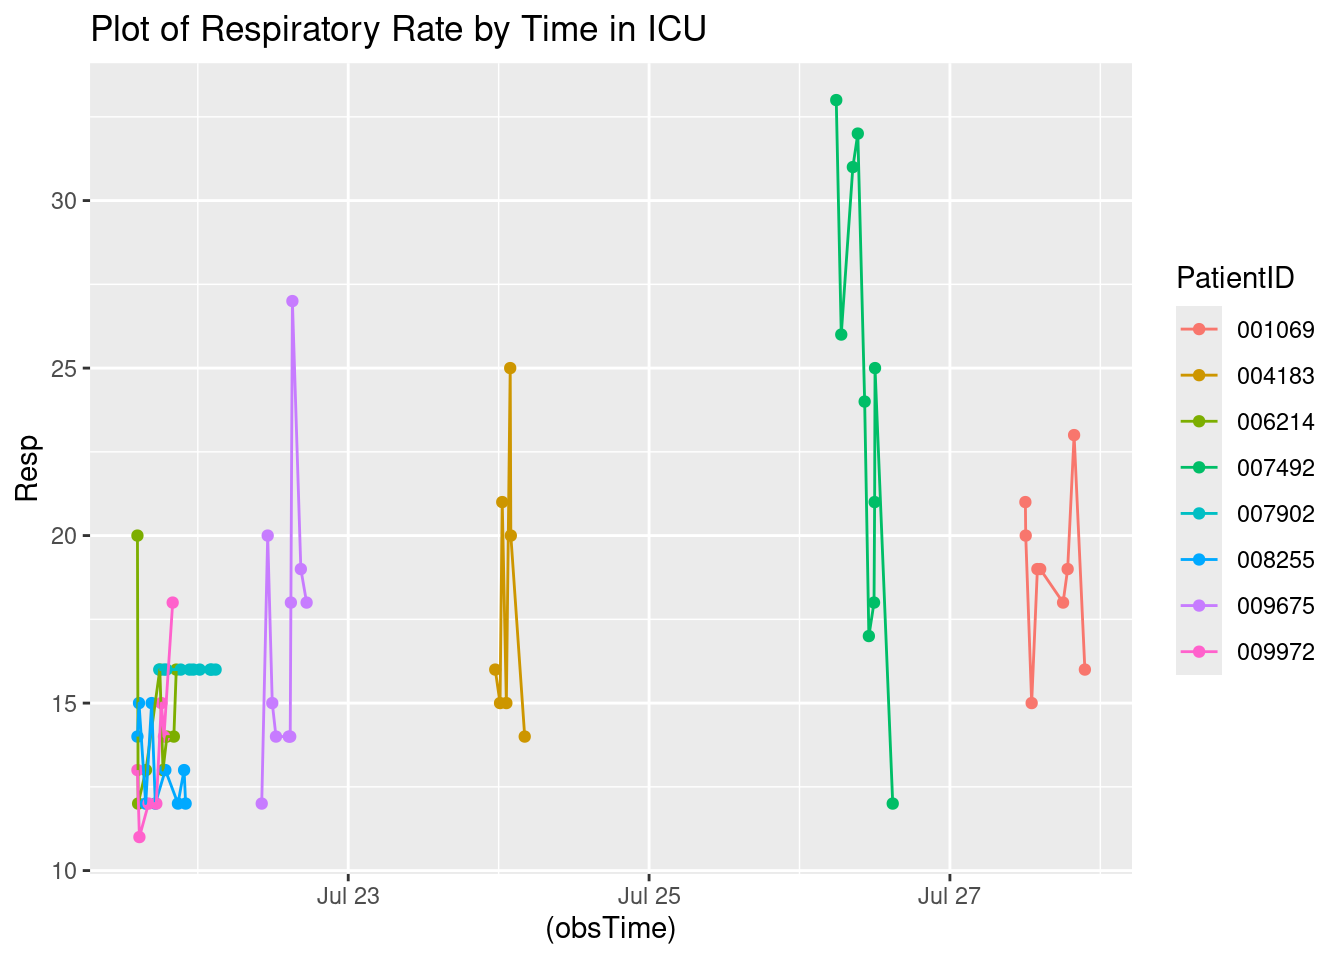 Plot of Respiratory Rate by Time in ICU
30
25
20
15
10
Resp
Jul 23
Jul 25
Jul 27
(obsTime)
PatientID
001069
004183
006214
007492
007902
008255
009675
009972